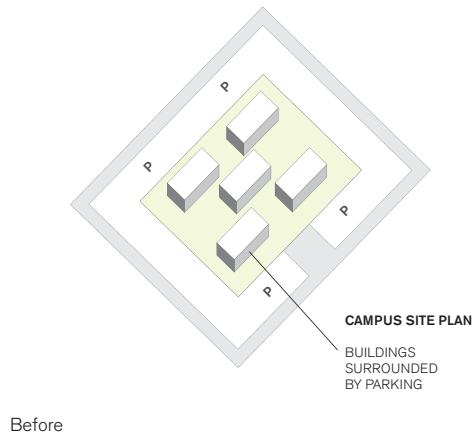 P
P
P
P
CAMPUS SITE PLAN
BUILDINGS
SURROUNDED
BY PARKING
Before